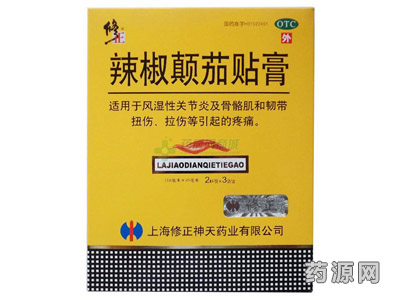 修正
OTC
外
辣椒颠茄贴膏
适用于风湿性关节炎及骨骼肌和韧带
扭伤、拉伤等引起的疼痛。
LAJIAODIANQIETIEGAO
修正
上海修正神天药业有限公司
药源网